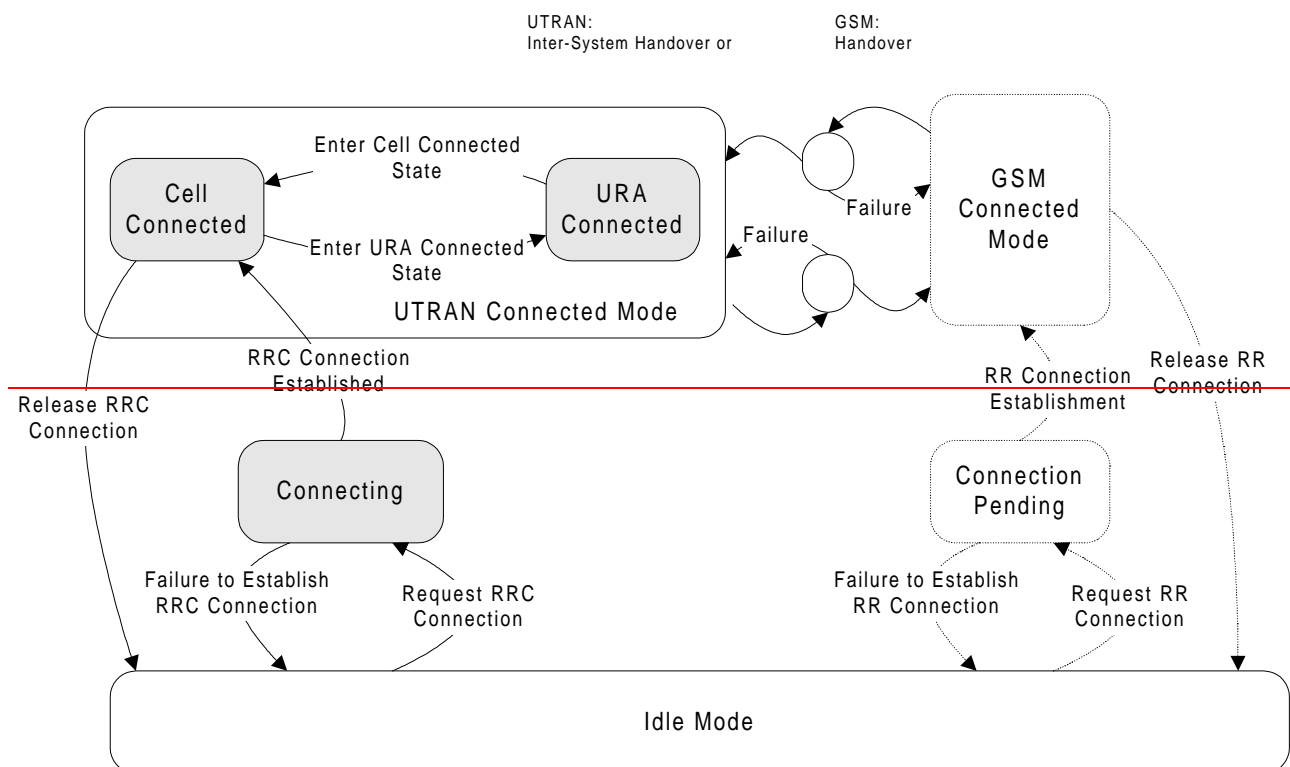 UTRAN:
Inter-System Handover or
GSM:
Handover
Enter Cell Connected
State
Cell
Connected
URA
Connected
Enter URA Connected
State
UTRAN Connected Mode
Failure
Failure
GSM
Connected
Mode
RRC Connection
Established
Release RRC
Connection
RR Connection
Establishment
Release RR
Connection
Connecting
Connection
Pending
Failure to Establish
RRC Connection
Request RRC
Connection
Failure to Establish
RR Connection
Request RR
Connection
Idle Mode